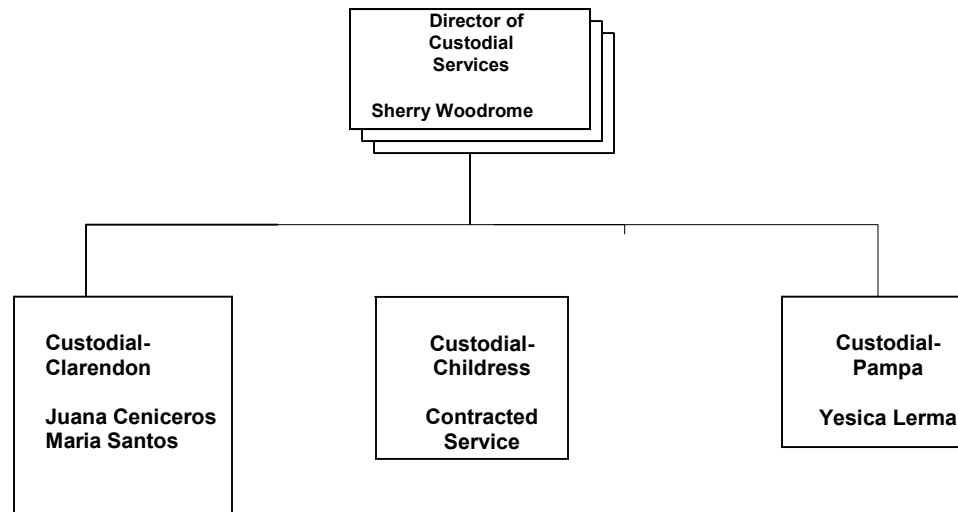 Director of
Custodial
Services
Sherry Woodrome
Custodial-
Clarendon
Juana Ceniceros
Maria Santos
Custodial-
Childress
Contracted
Service
Custodial-
Pampa
Yesica Lerma